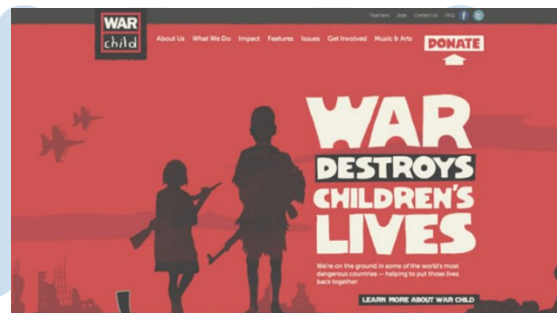 Teachers Jobs Contact Us FAQ f
WAR
child
About Us What We Do Impact Features Issues Get Involved Music & Arts
DONATE
WAR
DESTROYS
CHILDREN'S
LIVES
We're on the ground in some of the world's most
dangerous countries — helping to put those lives
back together
LEARN MORE ABOUT WAR CHILD